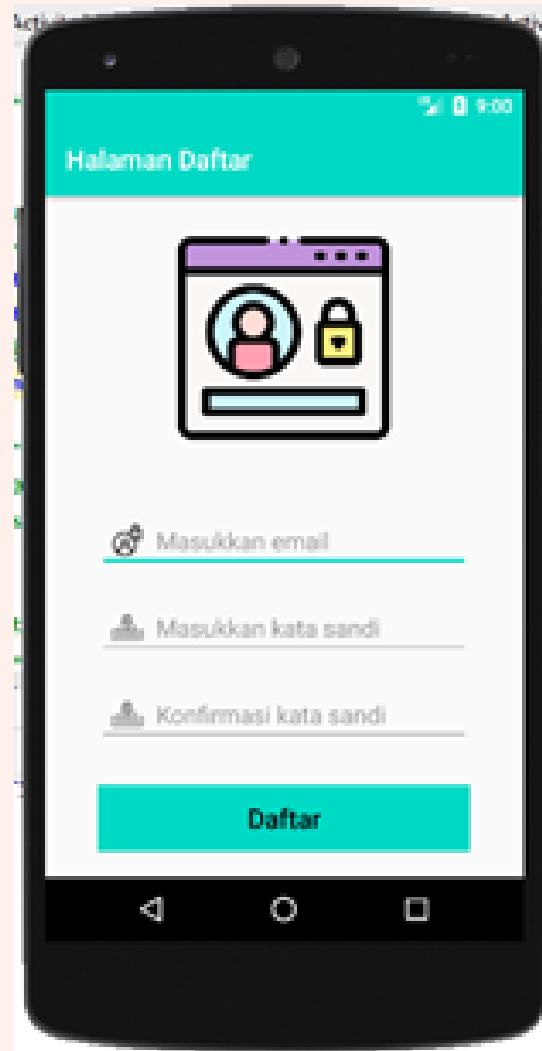 9:00
Halaman Daftar
Masukkan email
Masukkan kata sandi
Konfirmasi kata sandi
Daftar